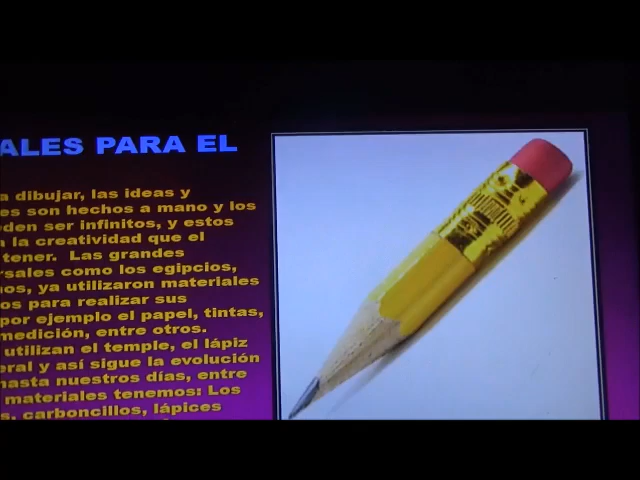 ALES PARA EL
a dibujar, las ideas y
es son hechos a mano y los
den ser infinitos, y estos
a la creatividad que el
tener. Las grandes
rsales como los egipcios,
os, ya utilizaron materiales
os para realizar sus
por ejemplo el papel, tintas,
medición, entre otros.
utilizan el temple, el lápiz
eral y así sigue la evolución
hasta nuestros días, entre
materiales tenemos: Los
s, carboncillos, lápices